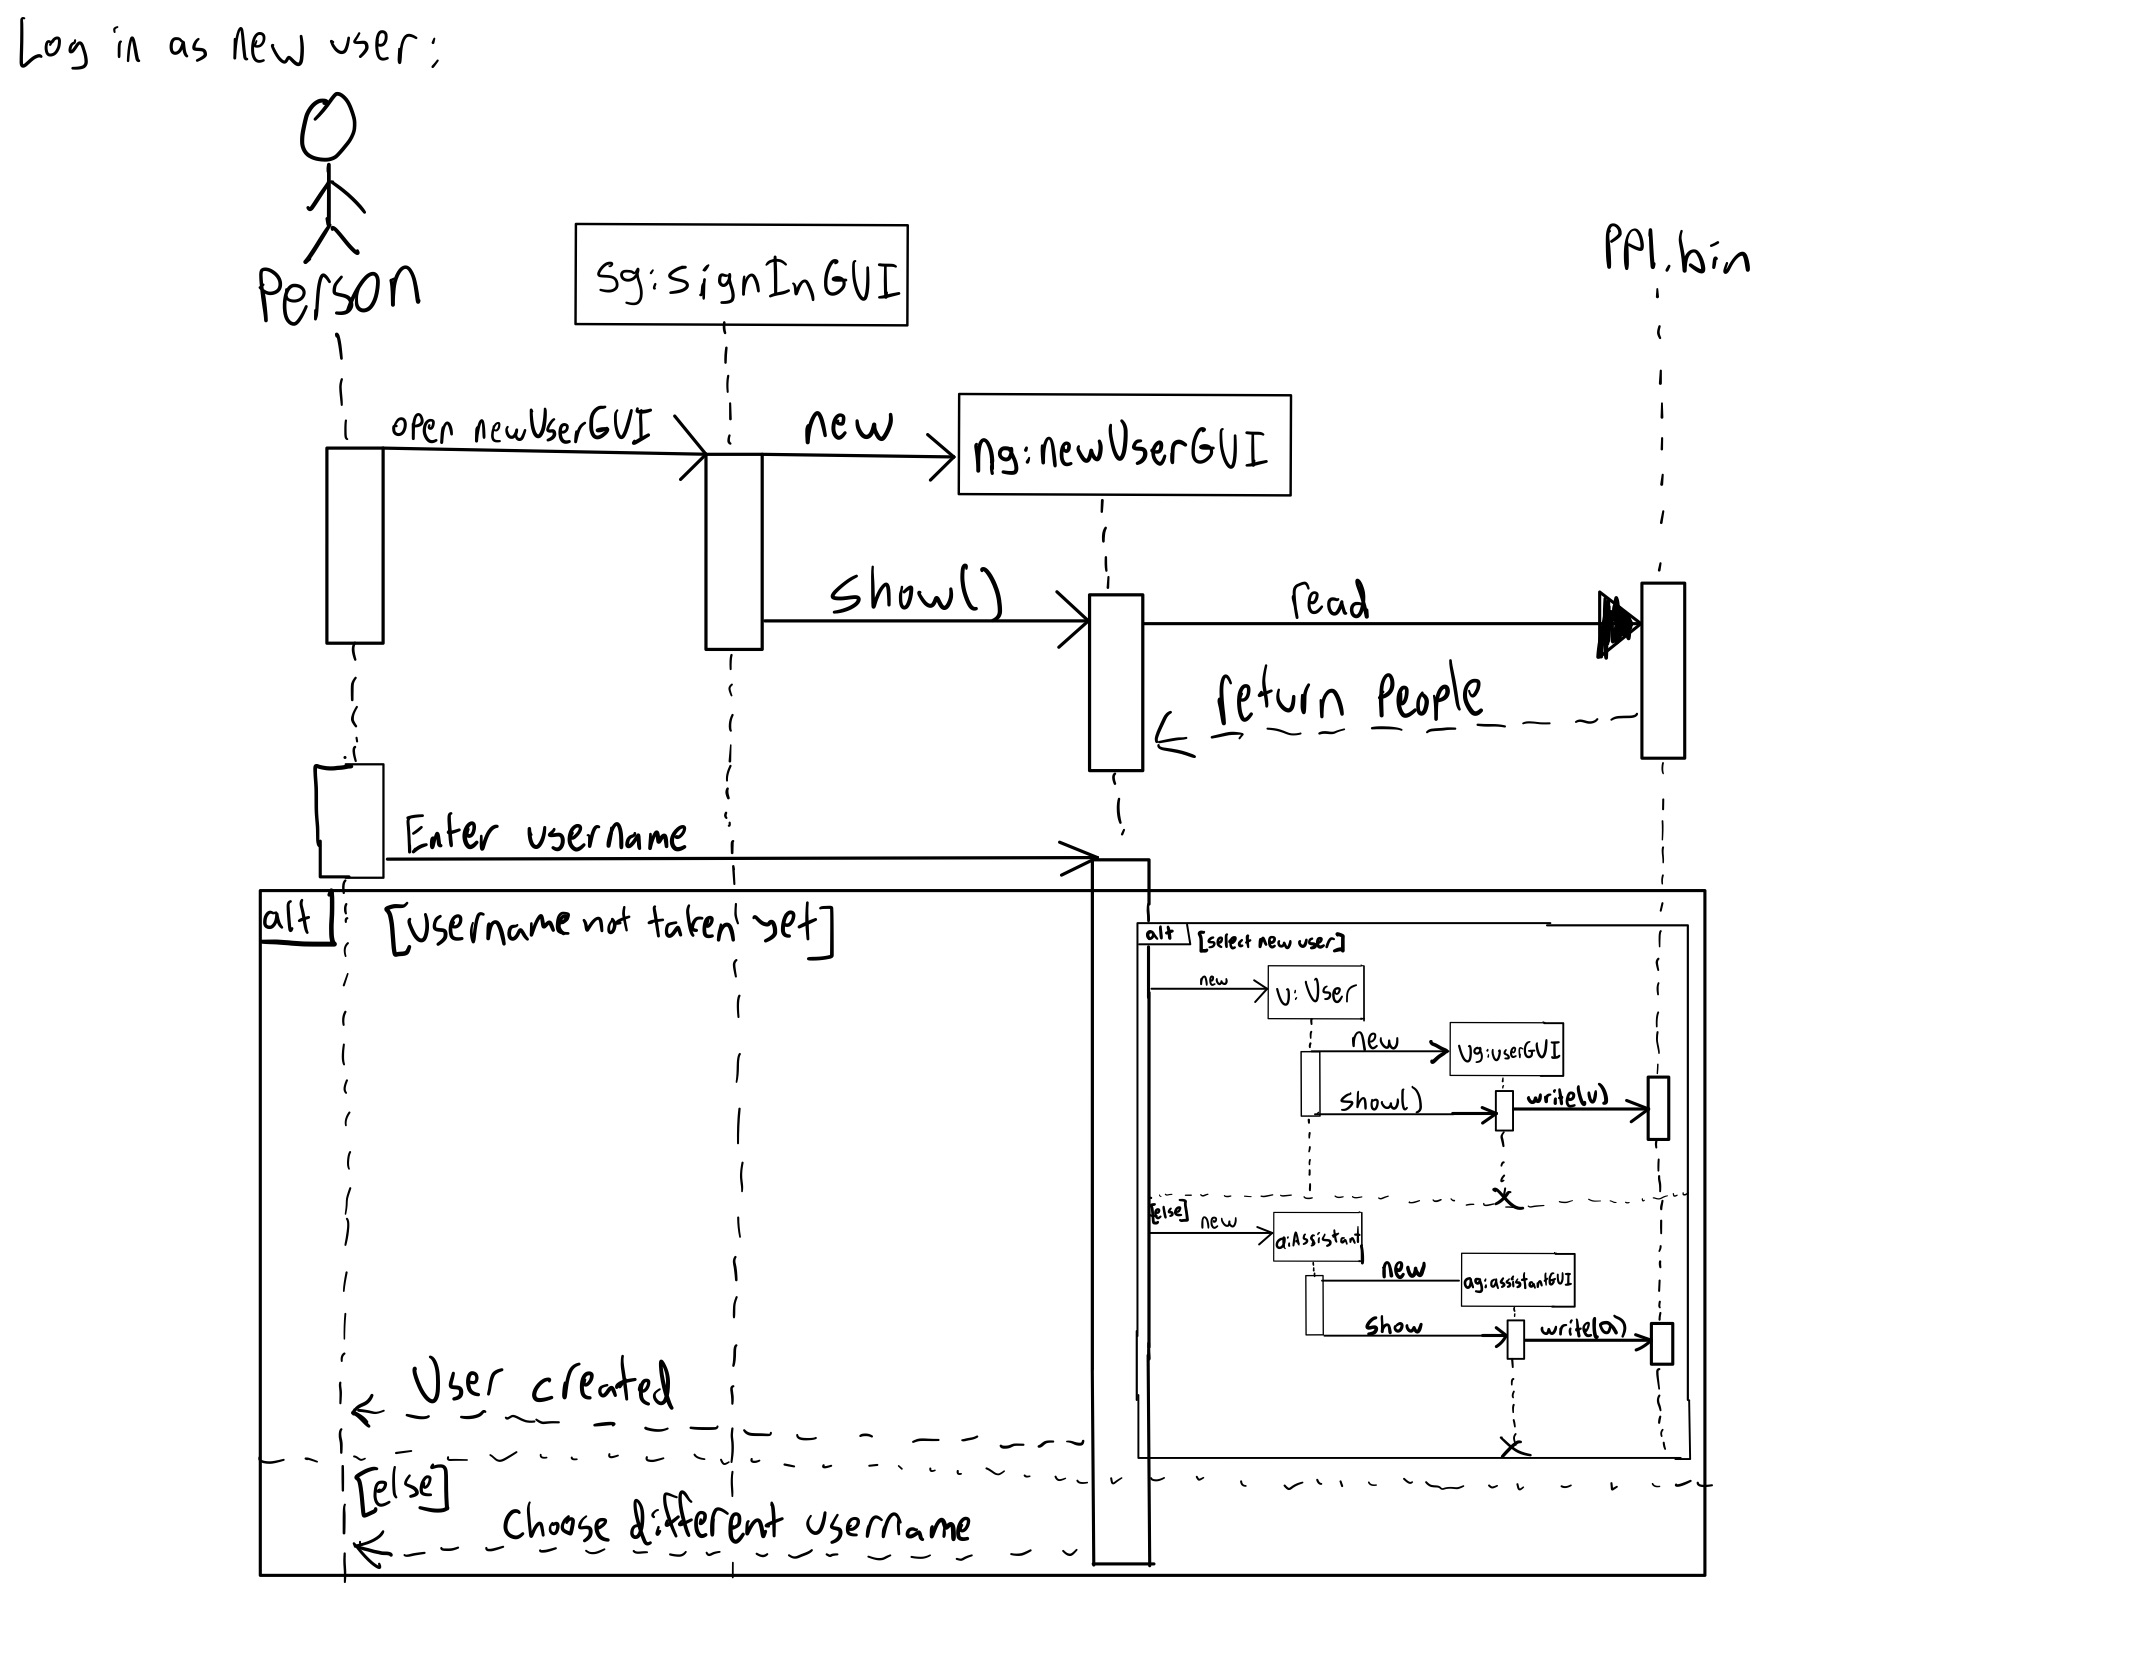 Log in as new user:
Person
sg:signInGUI
PPl.bin
open newUserGUI
new
ng:newUserGUI
show()
read
return people
Enter username
alt
[Username not taken yet]
alt
[select new user]
new
u:User
new
Ug:userGUI
show()
write(u)
[else]
new
a:Assistant
new
ag:assistantGUI
show
write(a)
User created
[else]
Choose different username